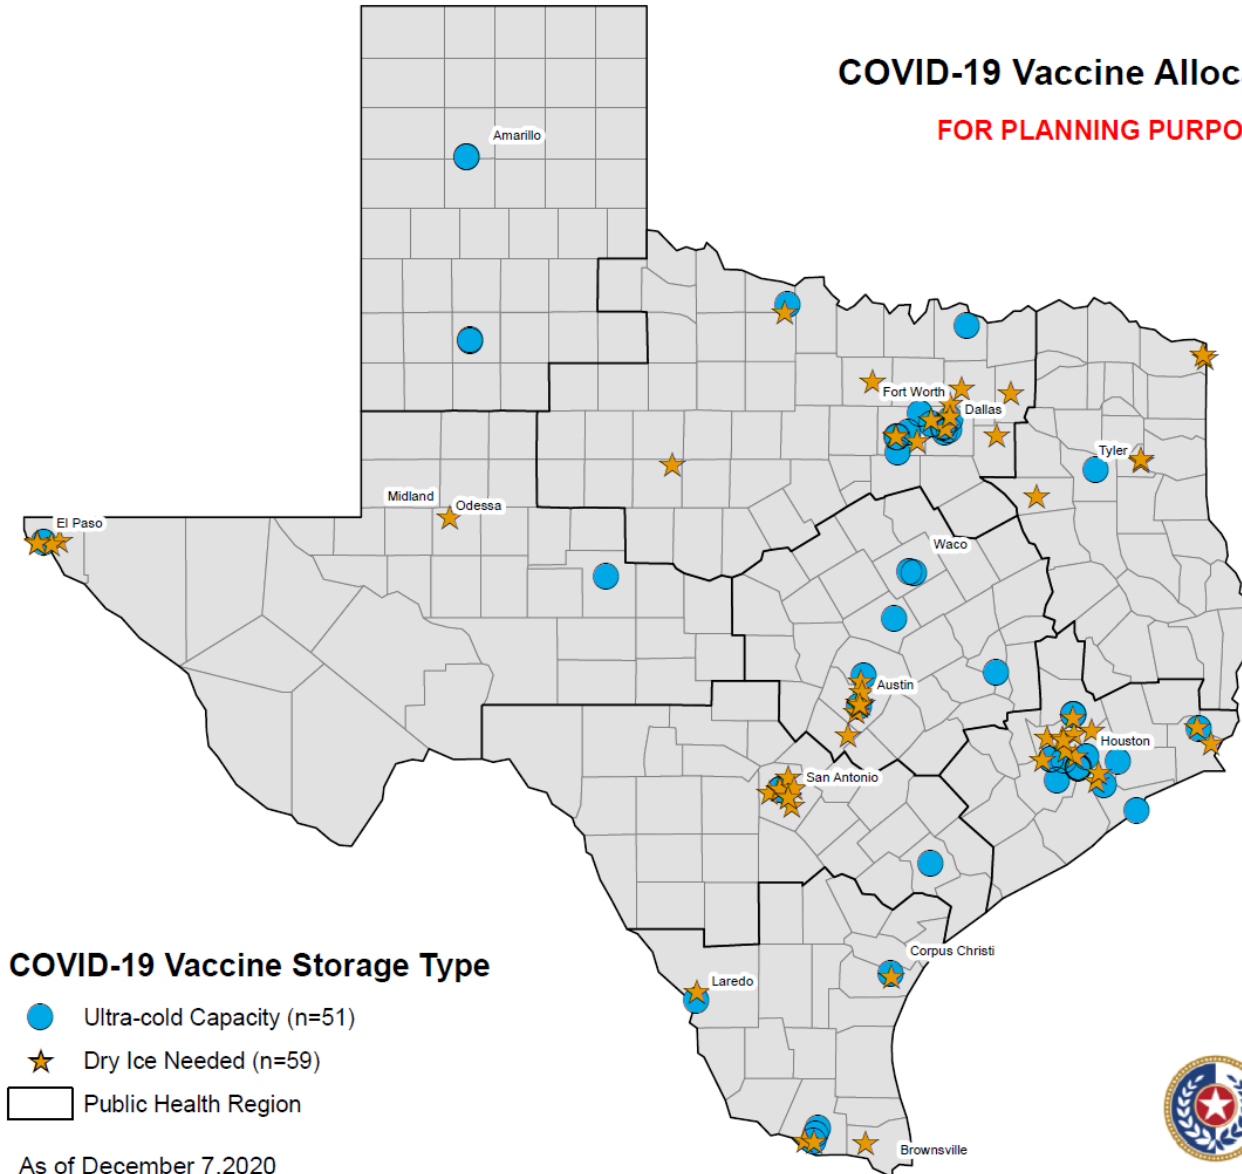 COVID-19 Vaccine Alloc
FOR PLANNING PURPO
Amarillo
Fort Worth
Dallas
Tyler
Midland
Odessa
El Paso
Waco
Austin
Houston
San Antonio
Corpus Christi
Laredo
Brownsville
COVID-19 Vaccine Storage Type
Ultra-cold Capacity (n=51)
Dry Ice Needed (n=59)
Public Health Region
As of December 7,2020